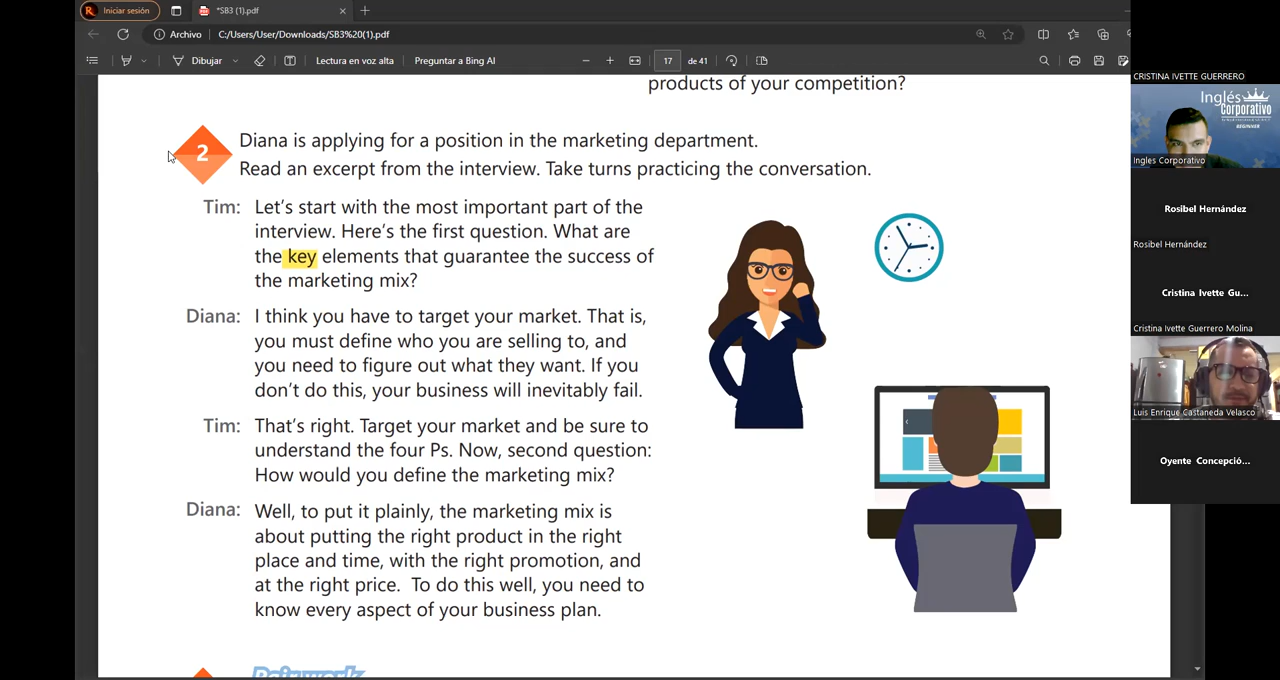 Iniciar sesión
*SB3 (1).pdf
Archivo
C:/Users/User/Downloads/SB3%20(1).pdf
Dibujar
Lectura en voz alta
Preguntar a Bing AI
17
de 41
products of your competition?
2
Diana is applying for a position in the marketing department.
Read an excerpt from the interview. Take turns practicing the conversation.
Tim: Let's start with the most important part of the
interview. Here's the first question. What are
the key elements that guarantee the success of
the marketing mix?
Diana: I think you have to target your market. That is,
you must define who you are selling to, and
you need to figure out what they want. If you
don't do this, your business will inevitably fail.
Tim: That's right. Target your market and be sure to
understand the four Ps. Now, second question:
How would you define the marketing mix?
Diana: Well, to put it plainly, the marketing mix is
about putting the right product in the right
place and time, with the right promotion, and
at the right price. To do this well, you need to
know every aspect of your business plan.
Pair work
CRISTINA IVETTE GUERRERO
Inglés
Corporativo
BEGINNER
Ingles Corporativo
Rosibel Hernández
Rosibel Hernández
Cristina Ivette Gu...
Cristina Ivette Guerrero Molina
Luis Enrique Castaneda Velasco
Oyente Concepció...